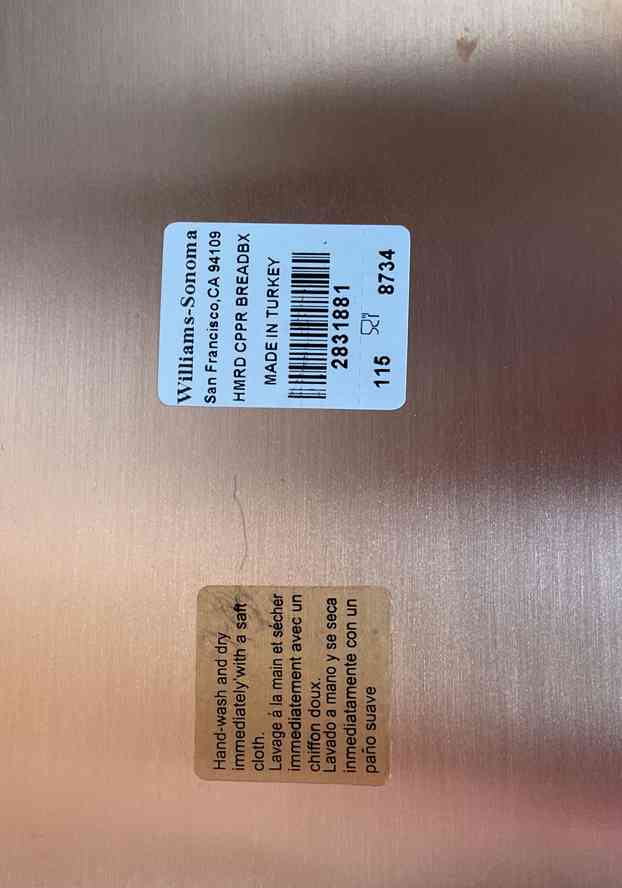 Williams-Sonoma
San Francisco,CA 94109
HMRD CPPR BREADBX
MADE IN TURKEY
2831881
115 8734
Hand-wash and dry
immediately with a saft
cloth.
Lavage á la main et sécher
immediatement avec un
chiffon doux.
Lavado a mano y se seca
inmediatamente con un
paño suave